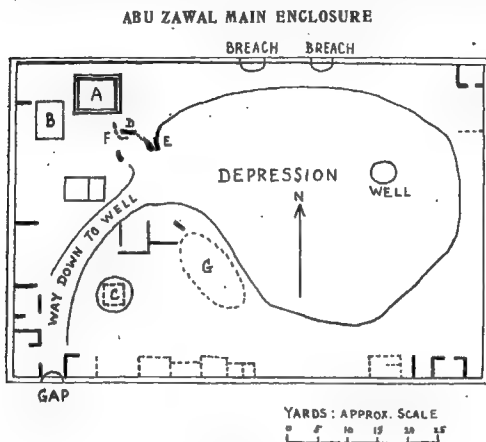 ABU ZAWAL MAIN ENCLOSURE
BREACH BREACH
A
B
D
F
E
DEPRESSION
WELL
N
WAY DOWN TO WELL
G
C
GAP
YARDS: APPROX. SCALE
0 5 10 15 20 25